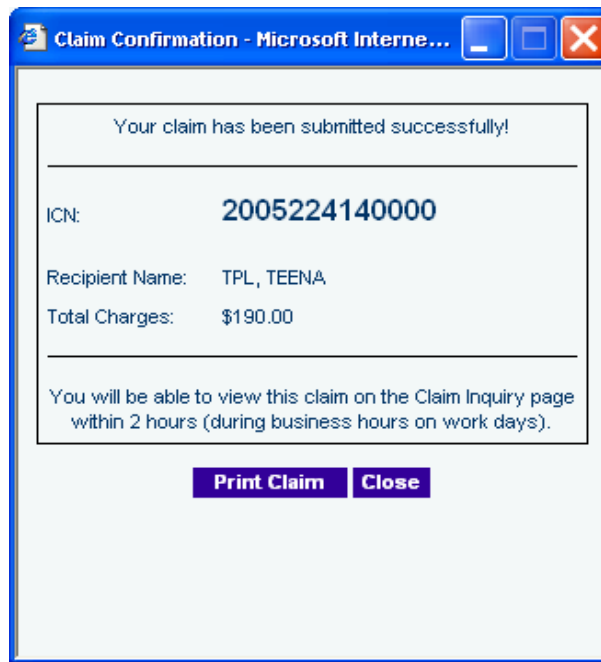 Claim Confirmation - Microsoft Interne...
Your claim has been submitted successfully!
ICN: 2005224140000
Recipient Name: TPL, TEENA
Total Charges: $190.00
You will be able to view this claim on the Claim Inquiry page
within 2 hours (during business hours on work days).
Print Claim Close